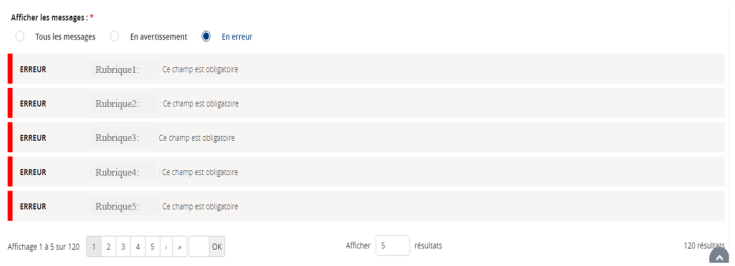 Afficher les messages : *
Tous les messages En avertissement En erreur
ERREUR Rubrique1: : Ce champ est obligatoire
ERREUR Rubrique2: : Ce champ est obligatoire
ERREUR Rubrique3: Ce champ est obligatoire
ERREUR Rubrique4: : Ce champ est obligatoire
ERREUR Rubrique5: : Ce champ est obligatoire
Affichage 1 à 5 sur 120 1 2 3 4 5 › » OK Afficher 5 résultats 120 résultats